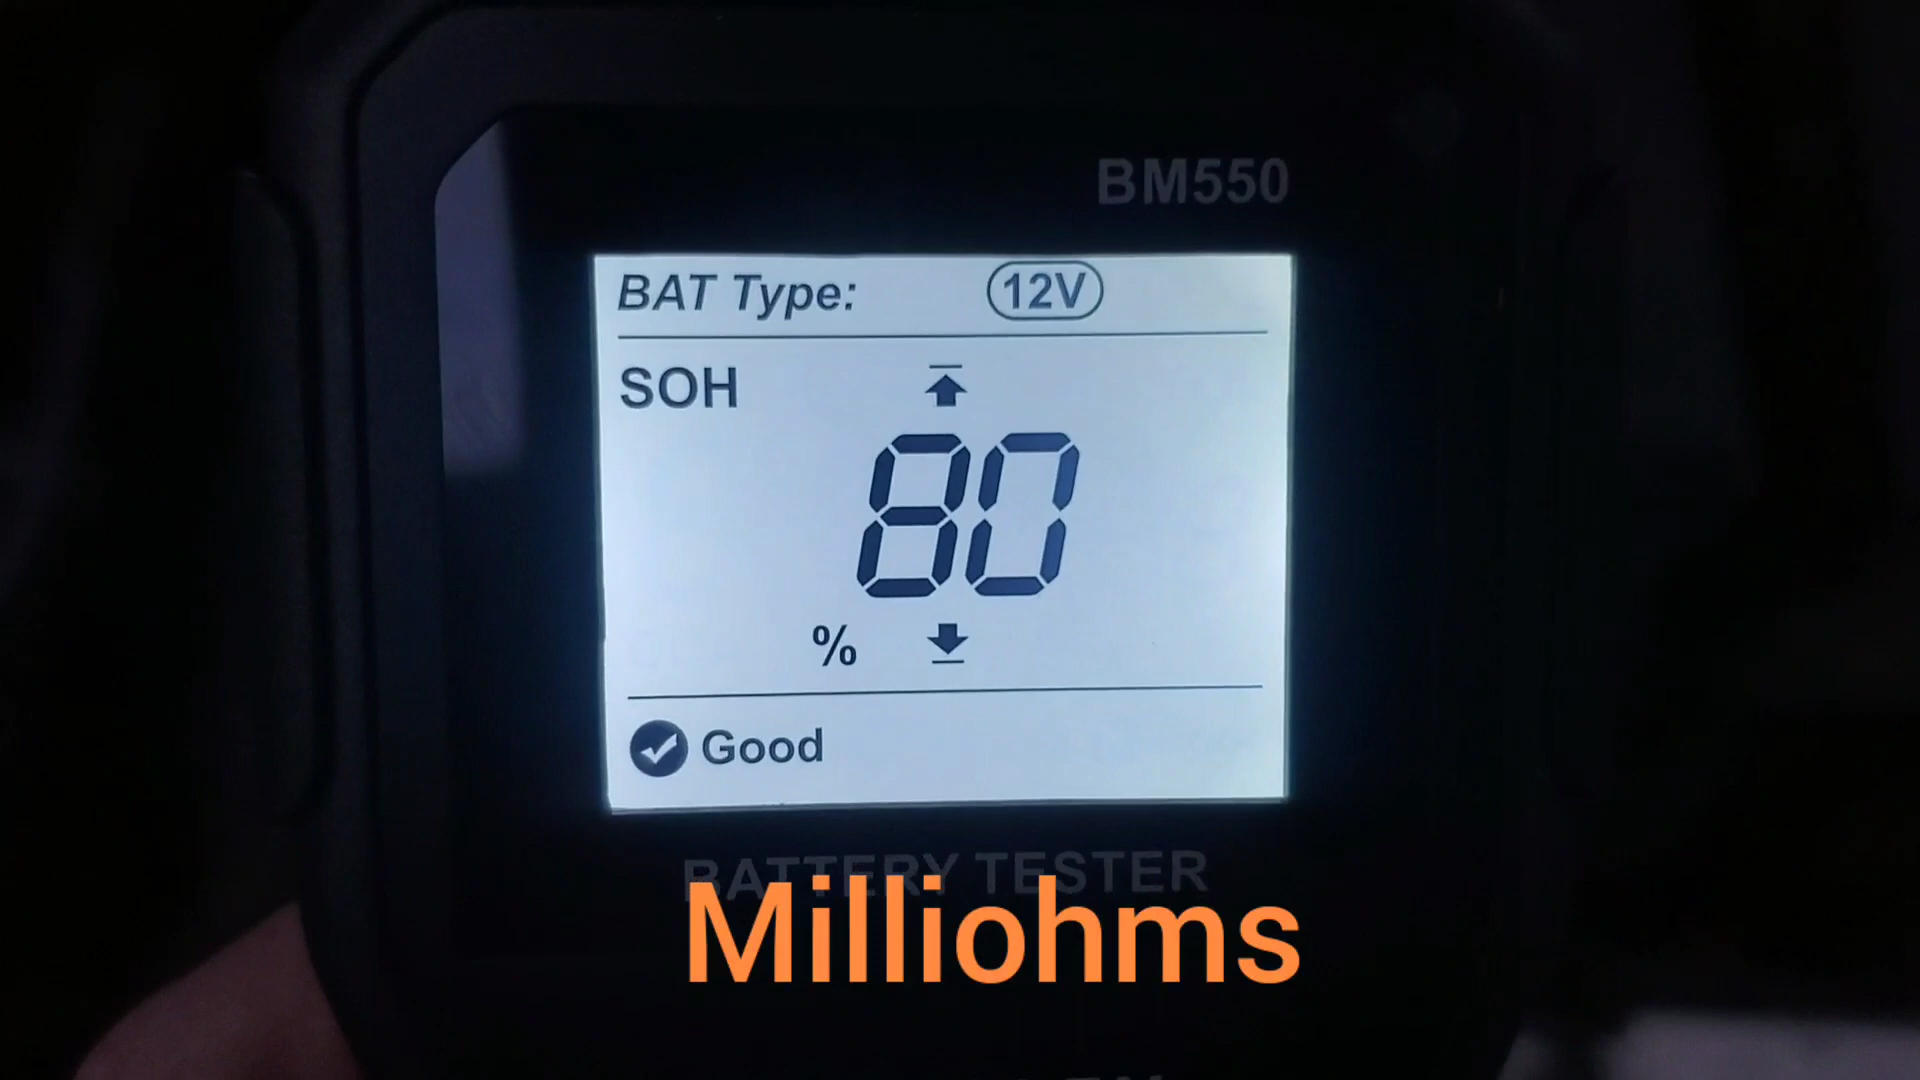 BM550
BAT Type: 12V
SOH
80
%
Good
BATTERY TESTER
Milliohms